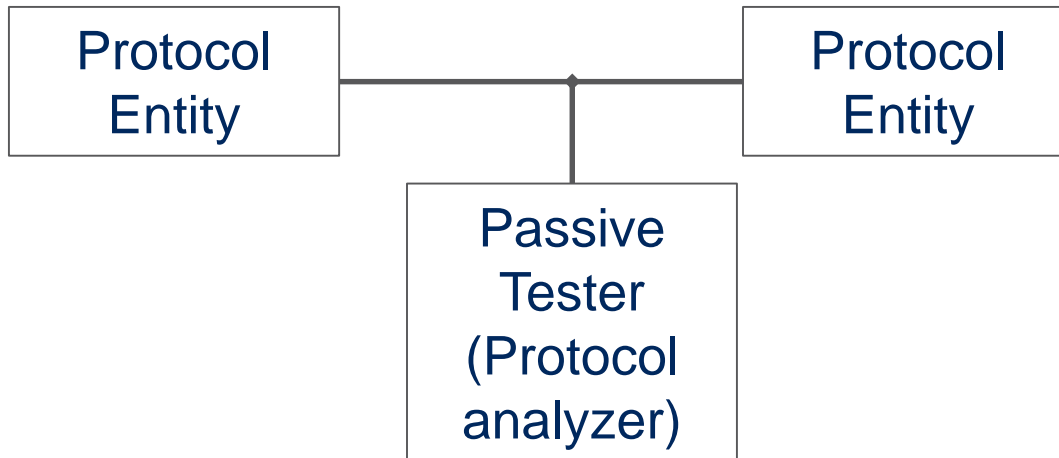 Protocol
Entity
Protocol
Entity
Passive
Tester
(Protocol
analyzer)